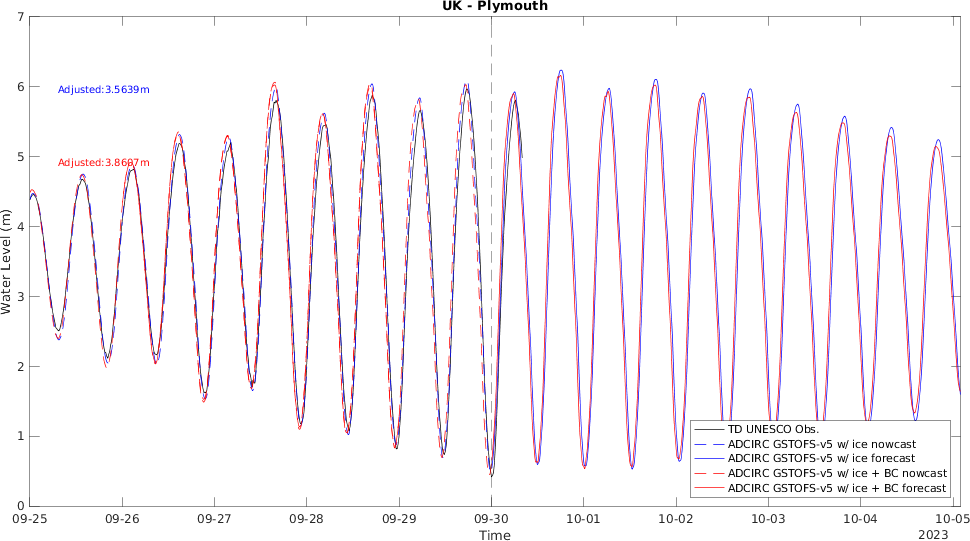 UK - Plymouth
7
6
5
4
3
2
1
0
Water Level (m)
Adjusted:3.5639m
Adjusted:3.8687m
TD UNESCO Obs.
ADCIRC GSTOFS-v5 w/ ice nowcast
ADCIRC GSTOFS-v5 w/ ice forecast
ADCIRC GSTOFS-v5 w/ ice + BC nowcast
ADCIRC GSTOFS-v5 w/ ice + BC forecast
09-25 09-26 09-27 09-28 09-29 09-30 10-01 10-02 10-03 10-04 10-05
Time
2023